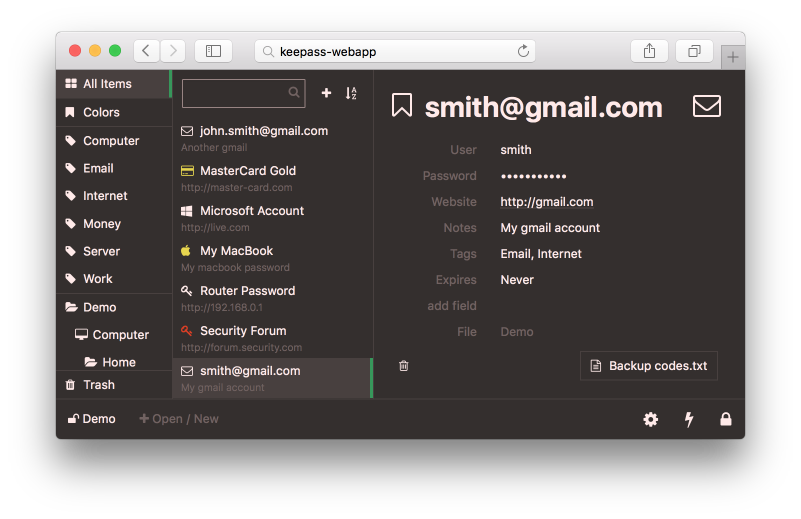 keepass-webapp
All Items
Colors
Computer
Email
Internet
Money
Server
Work
Demo
Computer
Home
Trash
john.smith@gmail.com
Another gmail
MasterCard Gold
http://master-card.com
Microsoft Account
http://live.com
My MacBook
My macbook password
Router Password
http://192.168.0.1
Security Forum
http://forum.security.com
smith@gmail.com
My gmail account
smith@gmail.com
User smith
Password •••••••••••
Website http://gmail.com
Notes My gmail account
Tags Email, Internet
Expires Never
add field
File Demo
Backup codes.txt
Demo + Open / New